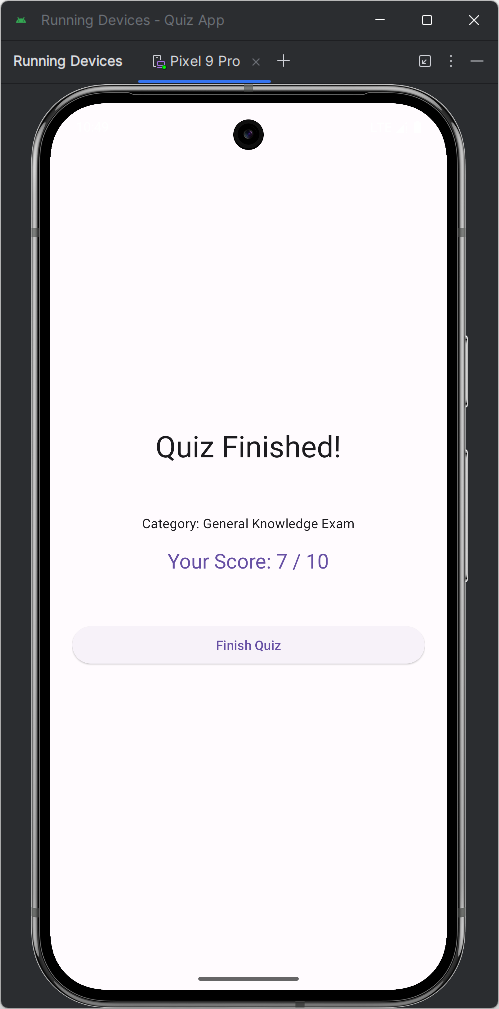 Running Devices - Quiz App
Running Devices
Pixel 9 Pro
Quiz Finished!
Category: General Knowledge Exam
Your Score: 7 / 10
Finish Quiz